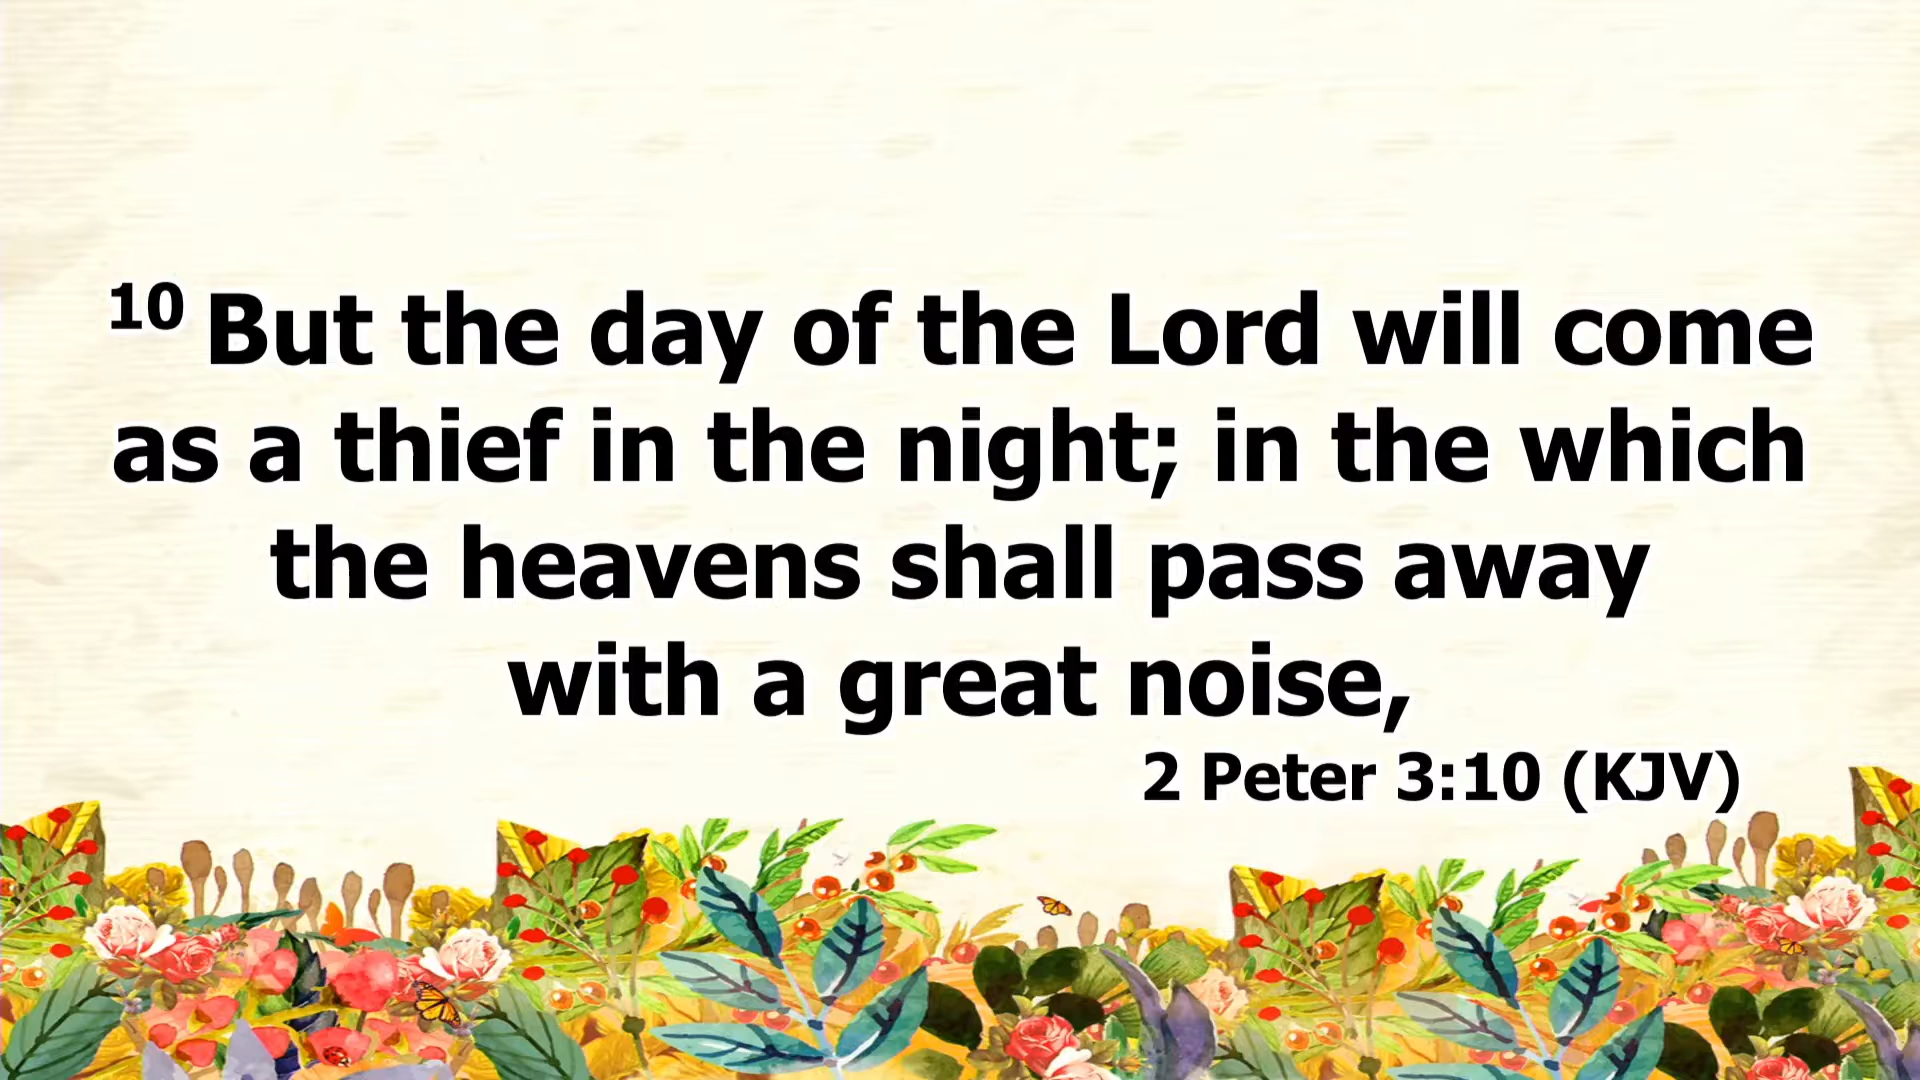 10 But the day of the Lord will come
as a thief in the night; in the which
the heavens shall pass away
with a great noise,
2 Peter 3:10 (KJV)